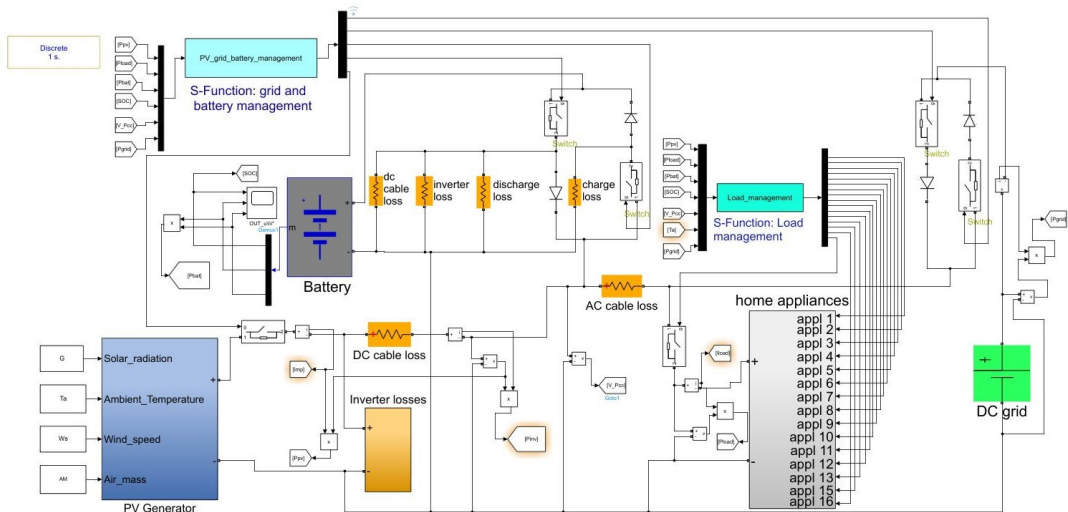 Discrete
1 s.
[Ppv]
[Pload]
[Pbat]
[SOC]
[V_Pcc]
[Pgrid]
PV_grid_battery_management
S-Function: grid and
battery management
[SOC]
OUT_vAV"
Demux1
m
x
[Pbat]
+
-
Battery
dc
cable
loss
inverter
loss
discharge
loss
charge
loss
Switch
Switch
[Ppv]
[Pload]
[Pbat]
[SOC]
[V_Pcc]
[Ta]
[Pgrid]
Load_management
S-Function: Load
management
Switch
Switch
[Pgrid]
x
DC grid
AC cable loss
DC cable loss
[Imp]
x
[Ppv]
x
[Pinv]
[V_Pcc]
Goto1
Inverter losses
+
-
G
Ta
Ws
AM
Solar_radiation
Ambient_Temperature
Wind_speed
Air_mass
+
-
PV Generator
[Iload]
x
[Pload]
home appliances
+
-
appl 1
appl 2
appl 3
appl 4
appl 5
appl 6
appl 7
appl 8
appl 9
appl 10
appl 11
appl 12
appl 13
appl 15
appl 16